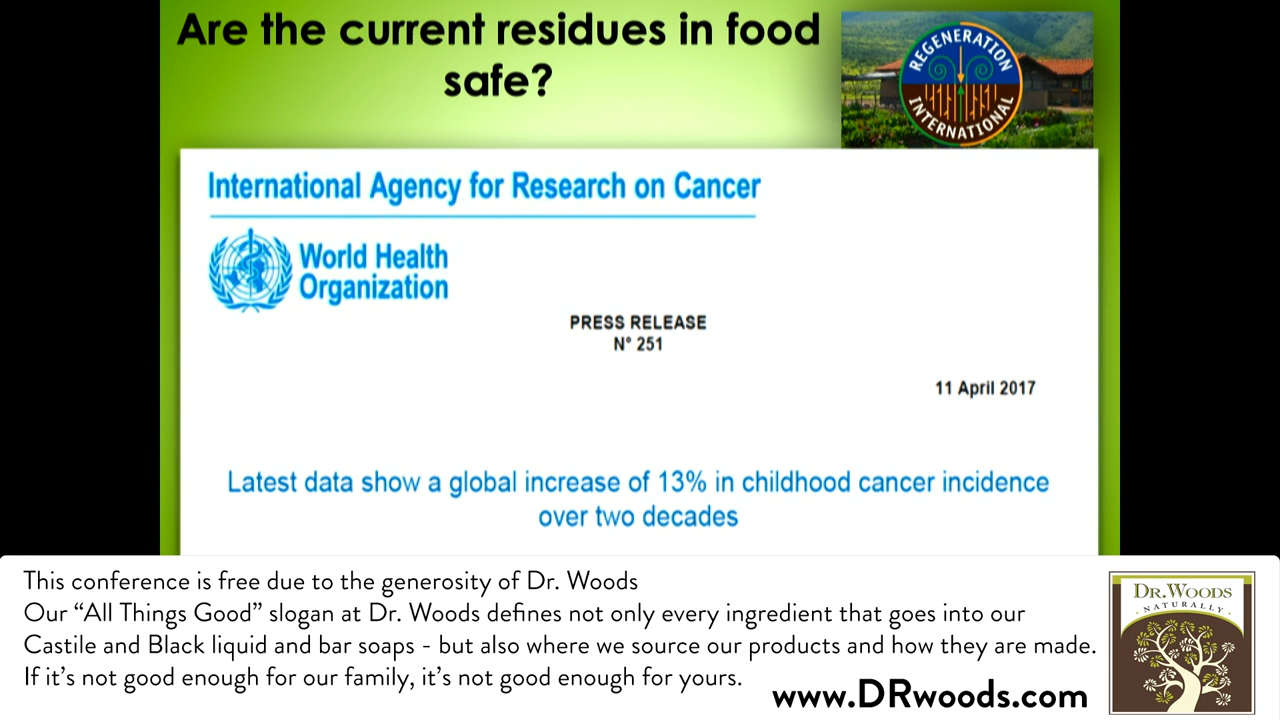 Are the current residues in food
safe?
REGENERATION
INTERNATIONAL
International Agency for Research on Cancer
World Health
Organization
PRESS RELEASE
N° 251
11 April 2017
Latest data show a global increase of 13% in childhood cancer incidence
over two decades
This conference is free due to the generosity of Dr. Woods
Our “All Things Good” slogan at Dr. Woods defines not only every ingredient that goes into our
Castile and Black liquid and bar soaps - but also where we source our products and how they are made.
If it’s not good enough for our family, it’s not good enough for yours.
www.DRwoods.com
DR.WOODS
NATURALLY